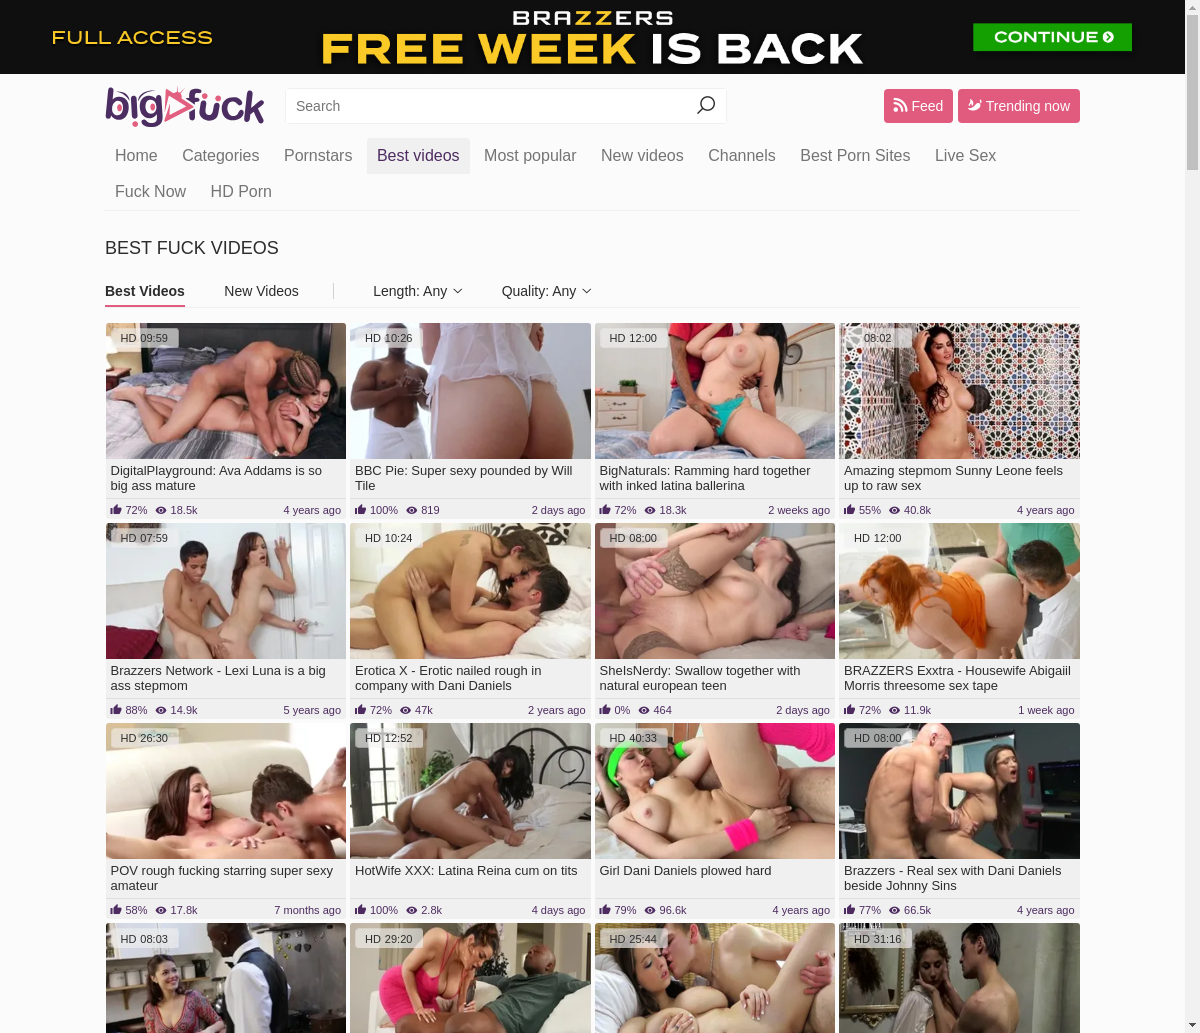 BRAZZERS
FULL ACCESS
FREE WEEK IS BACK
CONTINUE
big fuck
Search
Feed
Trending now
Home Categories Pornstars Best videos Most popular New videos Channels Best Porn Sites Live Sex
Fuck Now HD Porn
BEST FUCK VIDEOS
Best Videos New Videos Length: Any Quality: Any
HD 09:59 HD 10:26 HD 12:00 08:02
DigitalPlayground: Ava Addams is so
big ass mature
72% 18.5k 4 years ago
BBC Pie: Super sexy pounded by Will
Tile
100% 819 2 days ago
BigNaturals: Ramming hard together
with inked latina ballerina
72% 18.3k 2 weeks ago
Amazing stepmom Sunny Leone feels
up to raw sex
55% 40.8k 4 years ago
HD 07:59 HD 10:24 HD 08:00 HD 12:00
Brazzers Network - Lexi Luna is a big
ass stepmom
88% 14.9k 5 years ago
Erotica X - Erotic nailed rough in
company with Dani Daniels
72% 47k 2 years ago
SheIsNerdy: Swallow together with
natural european teen
0% 464 2 days ago
BRAZZERS Exxtra - Housewife Abigaiil
Morris threesome sex tape
72% 11.9k 1 week ago
HD 26:30 HD 12:52 HD 40:33 HD 08:00
POV rough fucking starring super sexy
amateur
58% 17.8k 7 months ago
HotWife XXX: Latina Reina cum on tits
100% 2.8k 4 days ago
Girl Dani Daniels plowed hard
79% 96.6k 4 years ago
Brazzers - Real sex with Dani Daniels
beside Johnny Sins
77% 66.5k 4 years ago
HD 08:03 HD 29:20 HD 25:44 HD 31:16